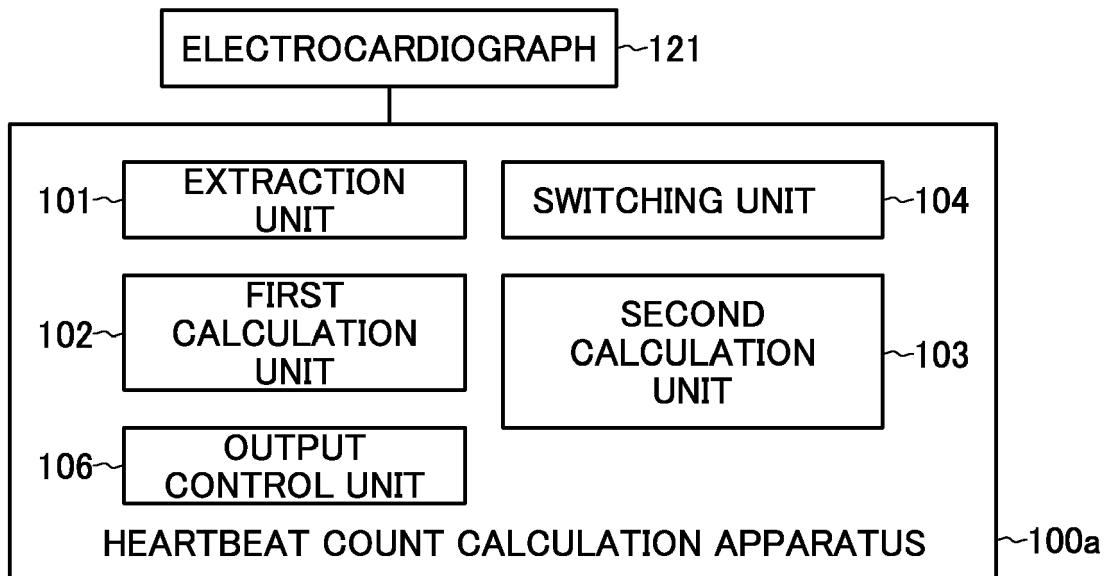 ELECTROCARDIOGRAPH
121
101
EXTRACTION
UNIT
SWITCHING UNIT
104
102
FIRST
CALCULATION
UNIT
SECOND
CALCULATION
UNIT
103
106
OUTPUT
CONTROL UNIT
HEARTBEAT COUNT CALCULATION APPARATUS
100a